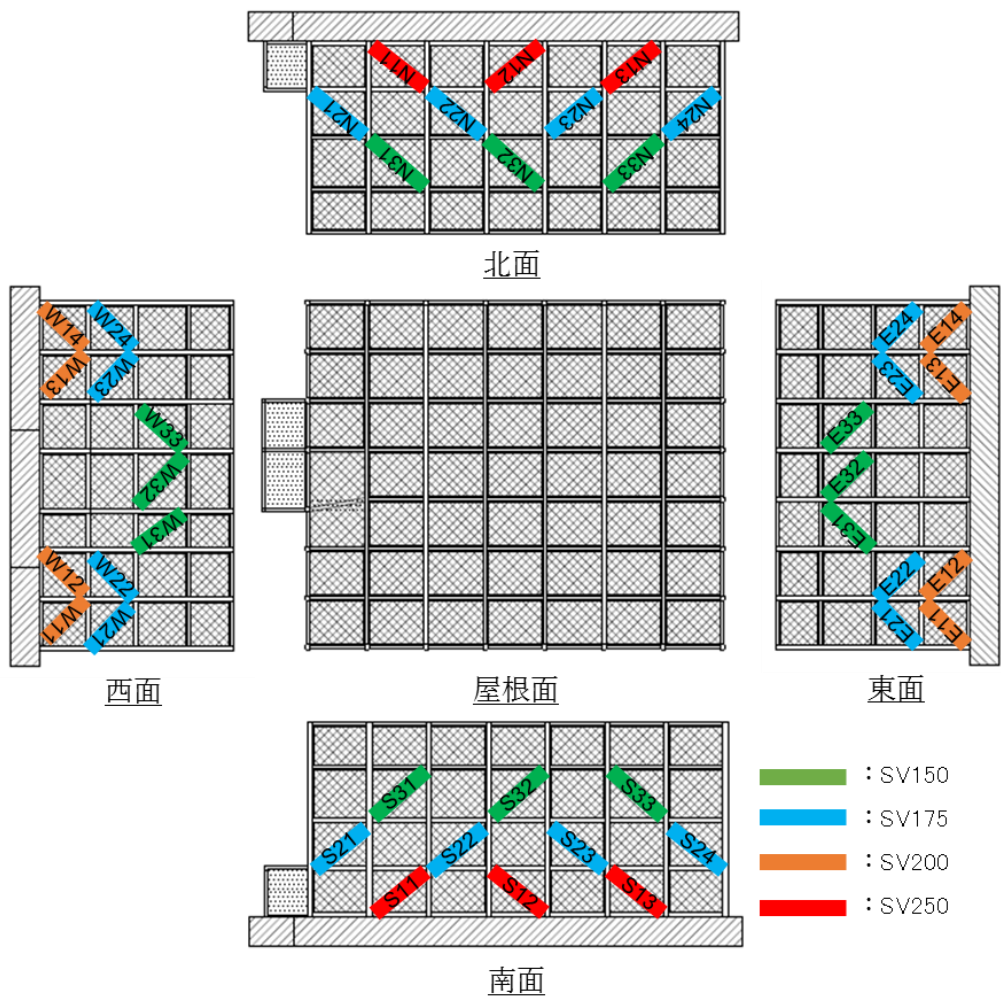 N11
N12
N13
N21
N22
N23
N24
N31
N32
N33
北面
W14
W24
W13
W23
W33
W32
W31
W12
W22
W11
W21
西面
屋根面
E24
E14
E23
E13
E33
E32
E31
E22
E12
E21
E11
東面
S31
S32
S33
S21
S22
S23
S24
S11
S12
S13
南面
：SV150
：SV175
：SV200
：SV250